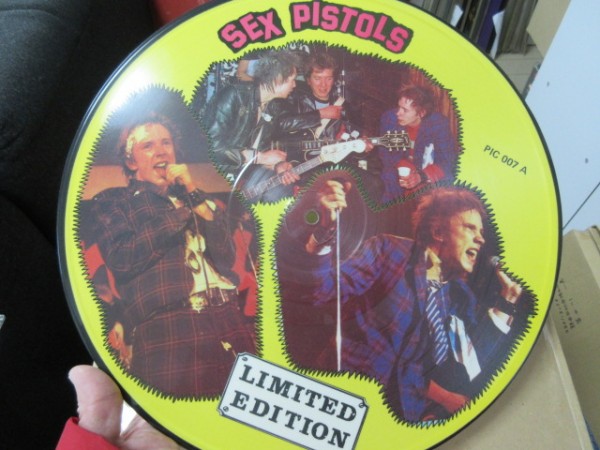 SEX PISTOLS
PIC 007 A
LIMITED
EDITION